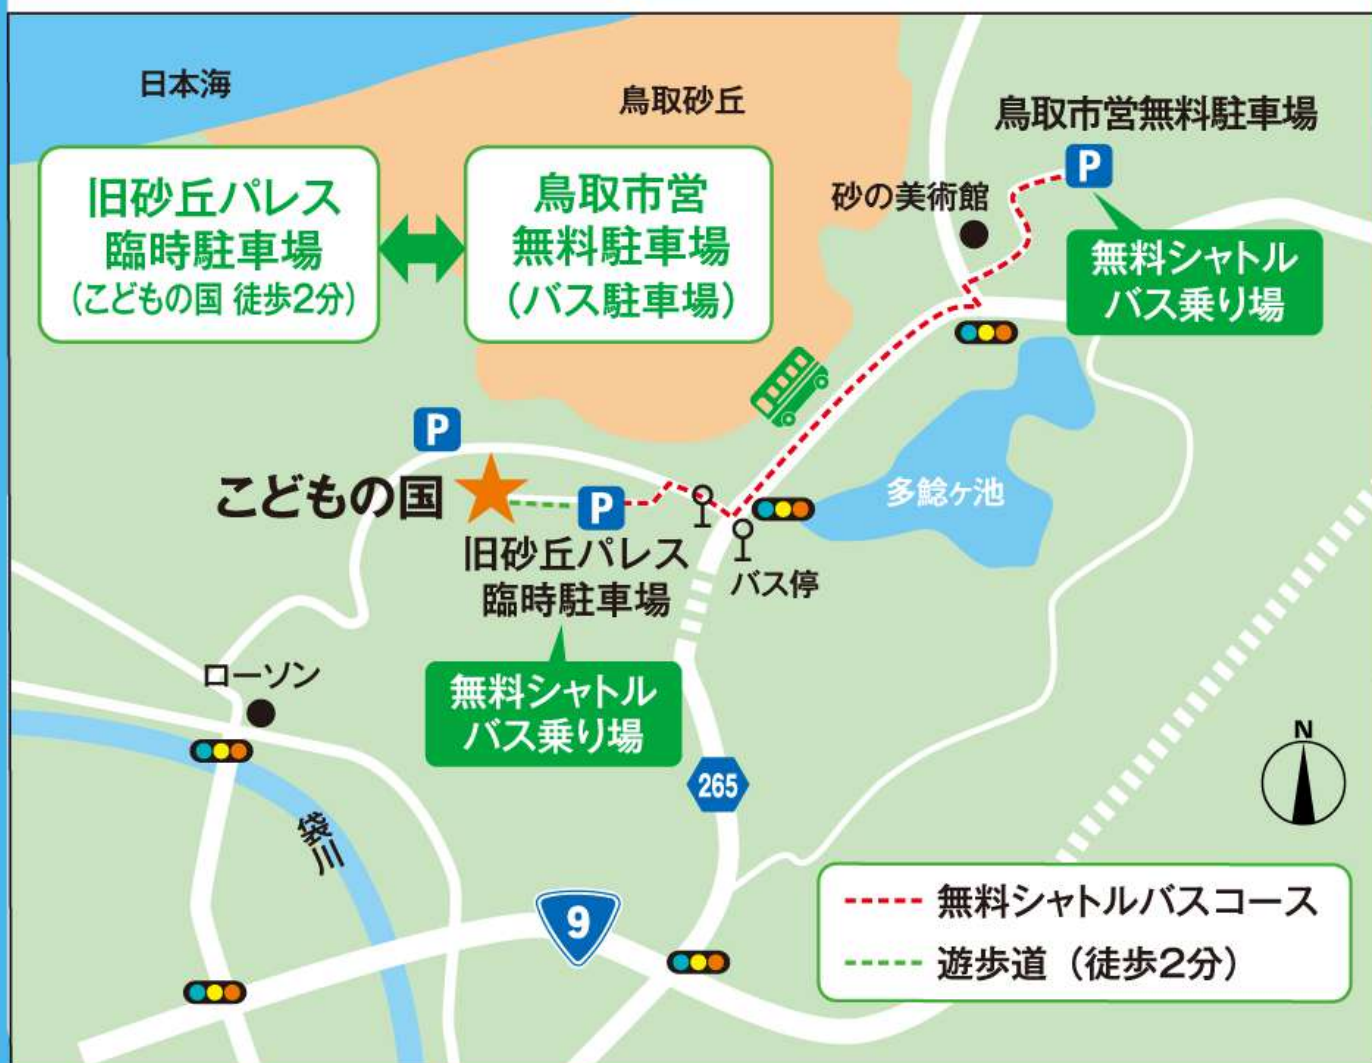 日本海
鳥取砂丘
鳥取市営無料駐車場
P
旧砂丘パレス
臨時駐車場
(こどもの国 徒歩2分)
鳥取市営
無料駐車場
(バス駐車場)
砂の美術館
無料シャトル
バス乗り場
P
こどもの国
P
旧砂丘パレス
臨時駐車場
バス停
多鯰ヶ池
無料シャトル
バス乗り場
ローソン
265
N
袋川
9
無料シャトルバスコース
遊歩道(徒歩2分)